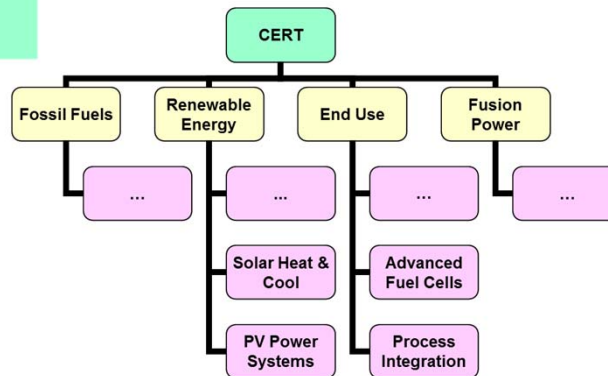 CERT
Fossil Fuels
Renewable
Energy
End Use
Fusion
Power
...
...
...
...
Solar Heat &
Cool
Advanced
Fuel Cells
PV Power
Systems
Process
Integration